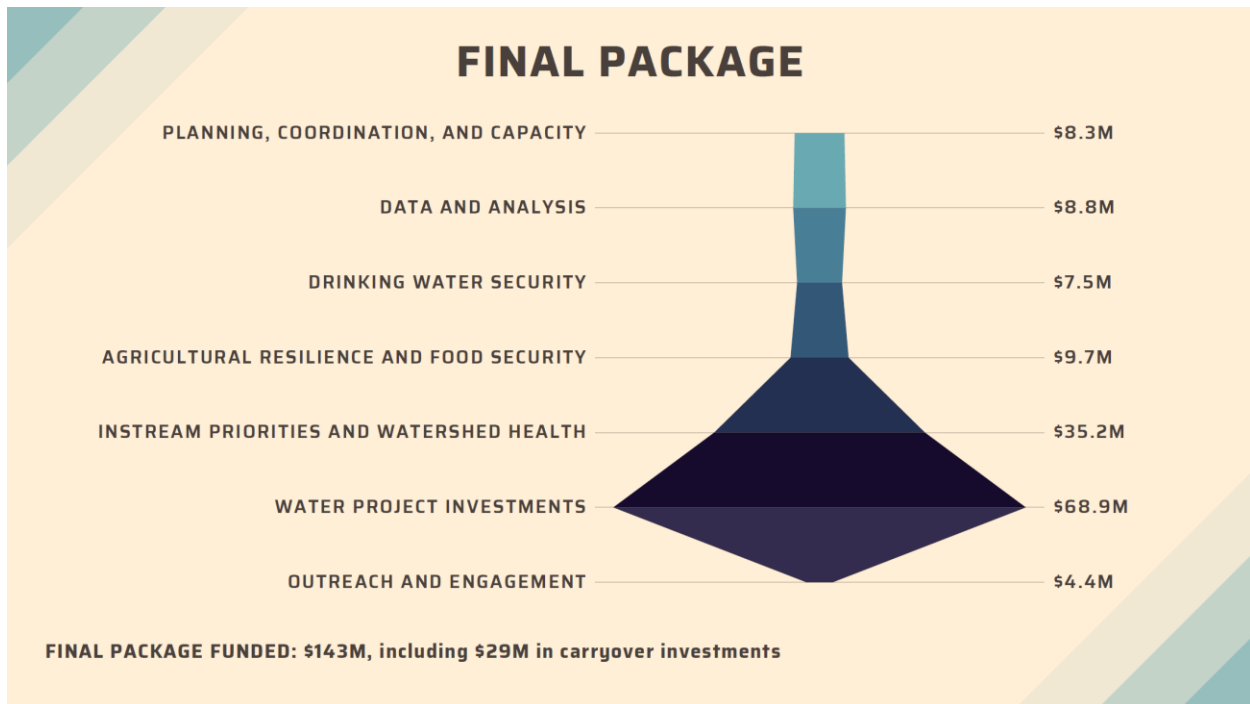 FINAL PACKAGE
PLANNING, COORDINATION, AND CAPACITY $8.3M
DATA AND ANALYSIS $8.8M
DRINKING WATER SECURITY $7.5M
AGRICULTURAL RESILIENCE AND FOOD SECURITY $9.7M
INSTREAM PRIORITIES AND WATERSHED HEALTH $35.2M
WATER PROJECT INVESTMENTS $68.9M
OUTREACH AND ENGAGEMENT $4.4M
FINAL PACKAGE FUNDED: $143M, including $29M in carryover investments